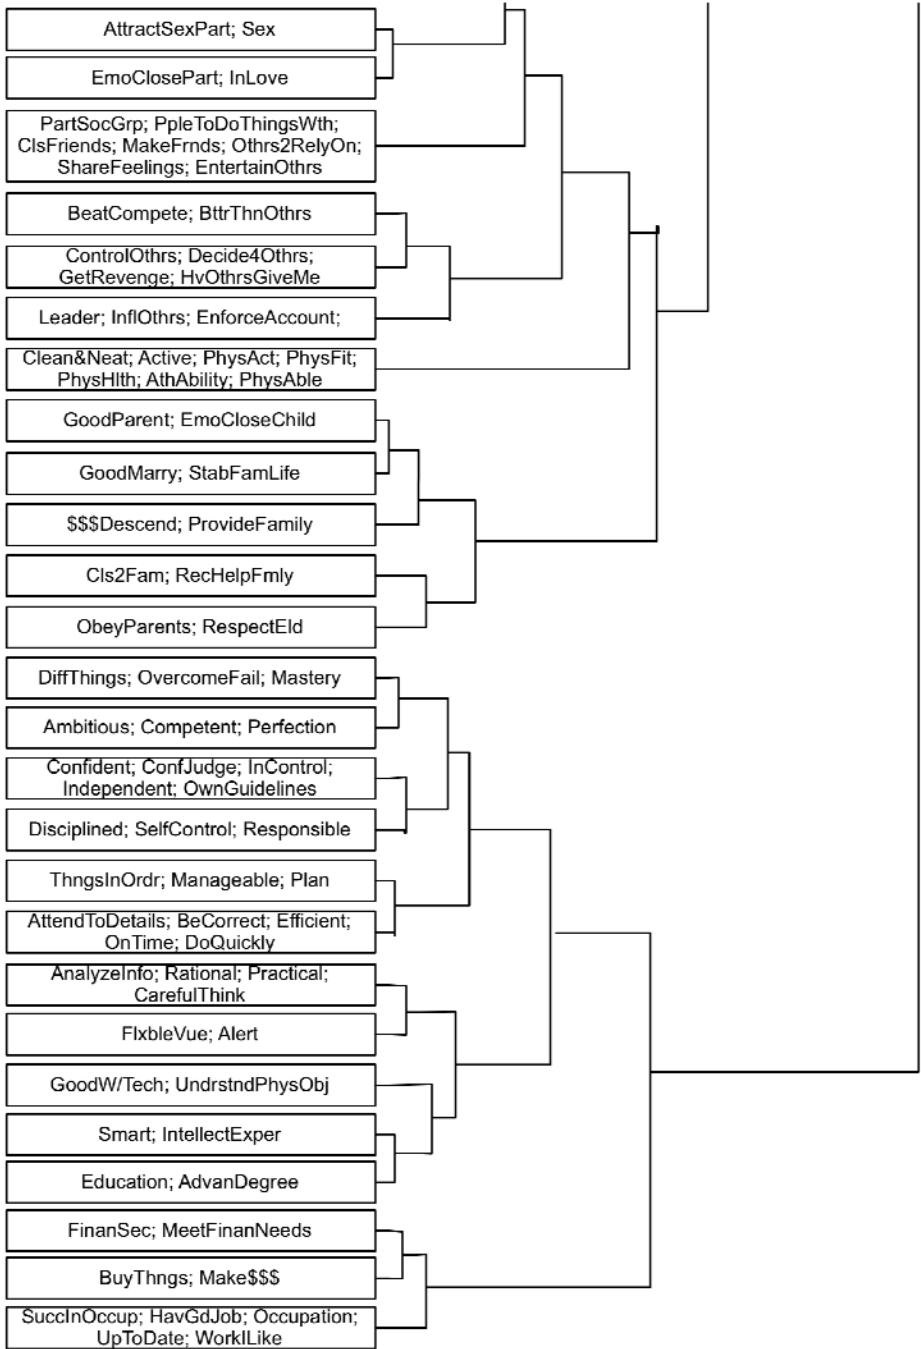 AttractSexPart; Sex
EmoClosePart; InLove
PartSocGrp; PpleToDoThingsWth;
ClsFriends; MakeFrnds; Othrs2RelyOn;
ShareFeelings; EntertainOthrs
BeatCompete; BttrThnOthrs
ControlOthrs; Decide4Othrs;
GetRevenge; HvOthrsGiveMe
Leader; InflOthrs; EnforceAccount;
Clean&Neat; Active; PhysAct; PhysFit;
PhysHlth; AthAbility; PhysAble
GoodParent; EmoCloseChild
GoodMarry; StabFamLife
$$$Descend; ProvideFamily
Cls2Fam; RecHelpFmly
ObeyParents; RespectEld
DiffThings; OvercomeFail; Mastery
Ambitious; Competent; Perfection
Confident; ConfJudge; InControl;
Independent; OwnGuidelines
Disciplined; SelfControl; Responsible
ThngsInOrdr; Manageable; Plan
AttendToDetails; BeCorrect; Efficient;
OnTime; DoQuickly
AnalyzeInfo; Rational; Practical;
CarefulThink
FlxbleVue; Alert
GoodW/Tech; UndrstndPhysObj
Smart; IntellectExper
Education; AdvanDegree
FinanSec; MeetFinanNeeds
BuyThngs; Make$$$
SuccInOccup; HavGdJob; Occupation;
UpToDate; WorkILike